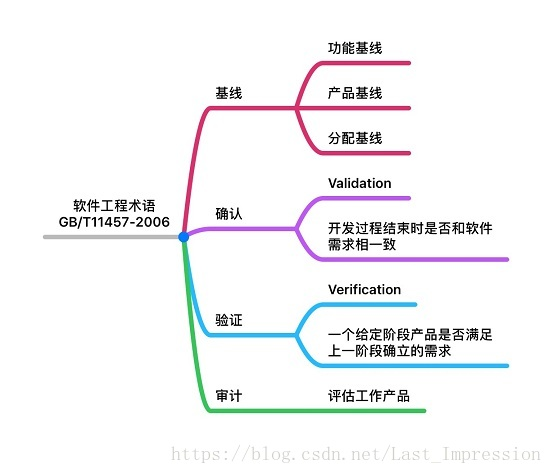 软件工程术语
GB/T11457-2006
基线
功能基线
产品基线
分配基线
确认
Validation
开发过程结束时是否和软件
需求相一致
验证
Verification
一个给定阶段产品是否满足
上一阶段确立的需求
审计
评估工作产品
https://blog.csdn.net/Last_Impression